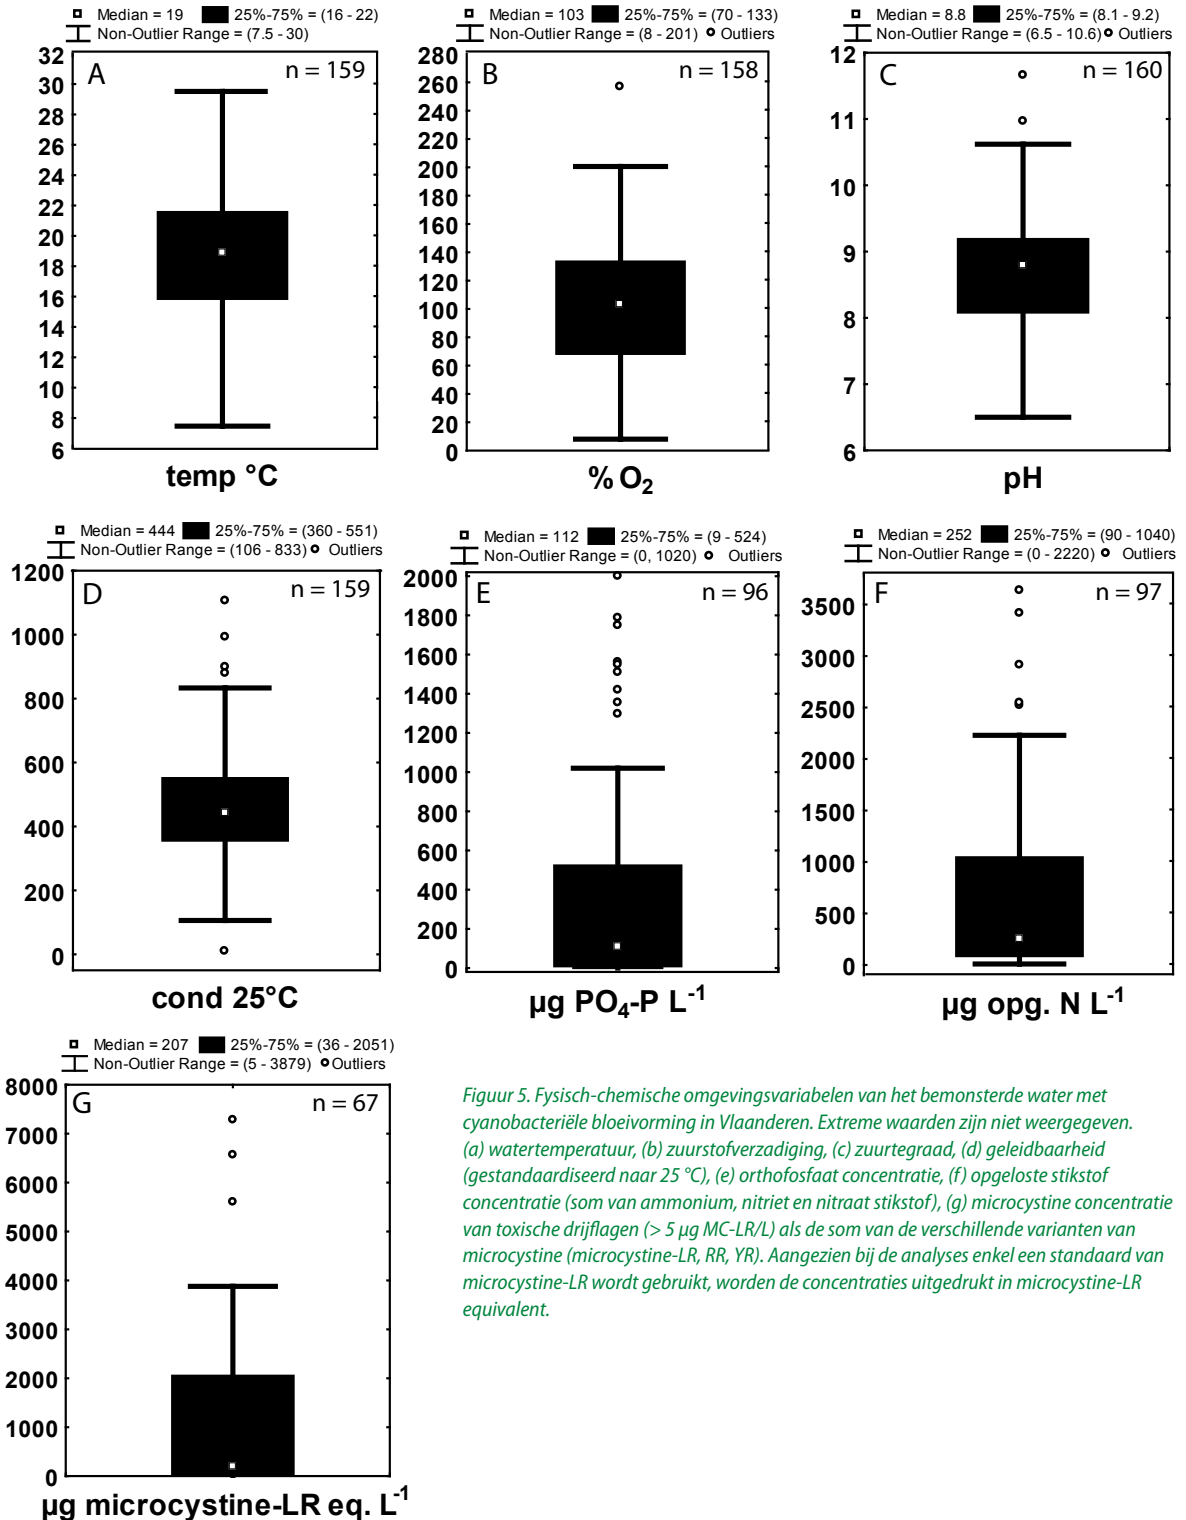 Median = 19 25%-75% = (16 - 22)
Non-Outlier Range = (7.5 - 30)
A
n = 159
32
30
28
26
24
22
20
18
16
14
12
10
8
6
temp °C
Median = 103 25%-75% = (70 - 133)
Non-Outlier Range = (8 - 201) Outliers
B
n = 158
280
260
240
220
200
180
160
140
120
100
80
60
40
20
0
% O₂
Median = 8.8 25%-75% = (8.1 - 9.2)
Non-Outlier Range = (6.5 - 10.6) Outliers
C
n = 160
12
11
10
9
8
7
6
pH
Median = 444 25%-75% = (360 - 551)
Non-Outlier Range = (106 - 833) Outliers
D
n = 159
1200
1000
800
600
400
200
0
cond 25°C
Median = 112 25%-75% = (9 - 524)
Non-Outlier Range = (0, 1020) Outliers
E
n = 96
2000
1800
1600
1400
1200
1000
800
600
400
200
0
µg PO₄-P L⁻¹
Median = 252 25%-75% = (90 - 1040)
Non-Outlier Range = (0 - 2220) Outliers
F
n = 97
3500
3000
2500
2000
1500
1000
500
0
µg opg. N L⁻¹
Median = 207 25%-75% = (36 - 2051)
Non-Outlier Range = (5 - 3879) Outliers
G
n = 67
8000
7000
6000
5000
4000
3000
2000
1000
0
µg microcystine-LR eq. L⁻¹
Figuur 5. Fysisch-chemische omgevingsvariabelen van het bemonsterde water met
cyanobacteriële bloeivorming in Vlaanderen. Extreme waarden zijn niet weergegeven.
(a) watertemperatuur, (b) zuurstofverzadiging, (c) zuurtegraad, (d) geleidbaarheid
(gestandaardiseerd naar 25 °C), (e) orthofosfaat concentratie, (f) opgeloste stikstof
concentratie (som van ammonium, nitriet en nitraat stikstof), (g) microcystine concentratie
van toxische drijflagen (> 5 µg MC-LR/L) als de som van de verschillende varianten van
microcystine (microcystine-LR, RR, YR). Aangezien bij de analyses enkel een standaard van
microcystine-LR wordt gebruikt, worden de concentraties uitgedrukt in microcystine-LR
equivalent.